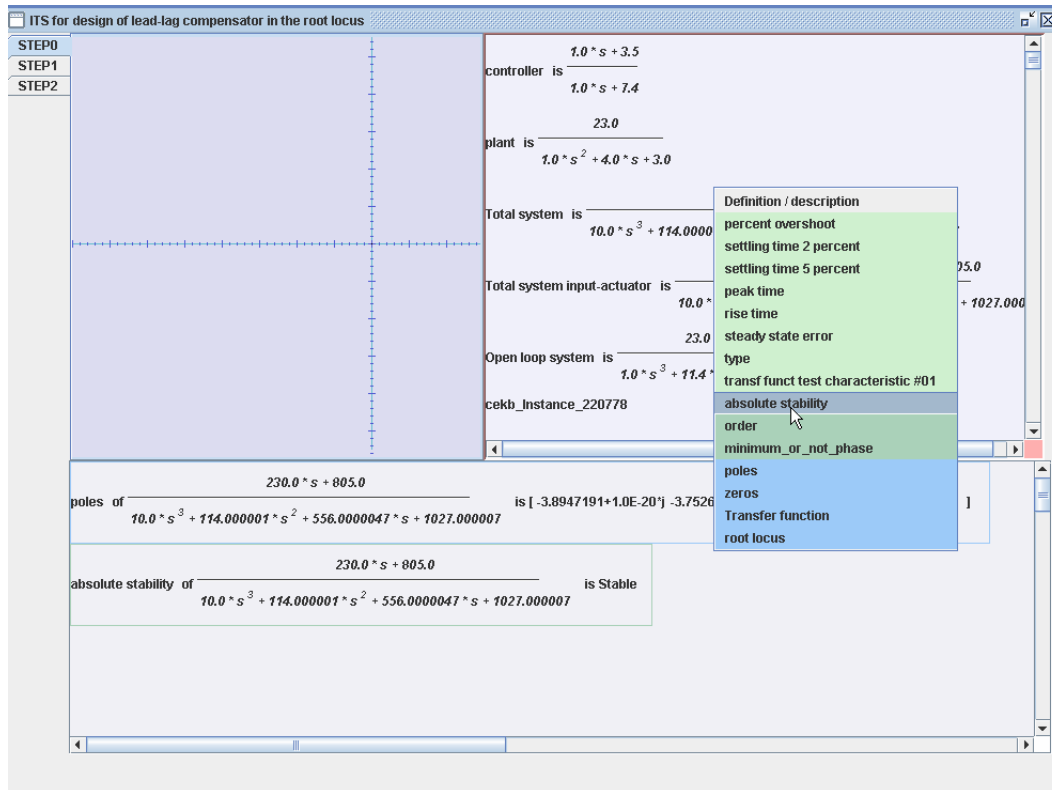 ITS for design of lead-lag compensator in the root locus
STEP0
STEP1
STEP2
1.0 * s + 3.5
controller is
1.0 * s + 7.4
23.0
plant is
1.0 * s 2 + 4.0 * s + 3.0
Total system is
10.0 * s 3 + 114.0000
05.0
Total system input-actuator is
10.0 *
+ 1027.000
23.0
Open loop system is
1.0 * s 3 + 11.4 *
cekb_Instance_220778
Definition / description
percent overshoot
settling time 2 percent
settling time 5 percent
peak time
rise time
steady state error
type
transf funct test characteristic #01
absolute stability
order
minimum_or_not_phase
poles
zeros
Transfer function
root locus
230.0 * s + 805.0
poles of is [ -3.8947191+1.0E-20*j -3.7526 ]
10.0 * s 3 + 114.000001 * s 2 + 556.0000047 * s + 1027.000007
230.0 * s + 805.0
absolute stability of is Stable
10.0 * s 3 + 114.000001 * s 2 + 556.0000047 * s + 1027.000007